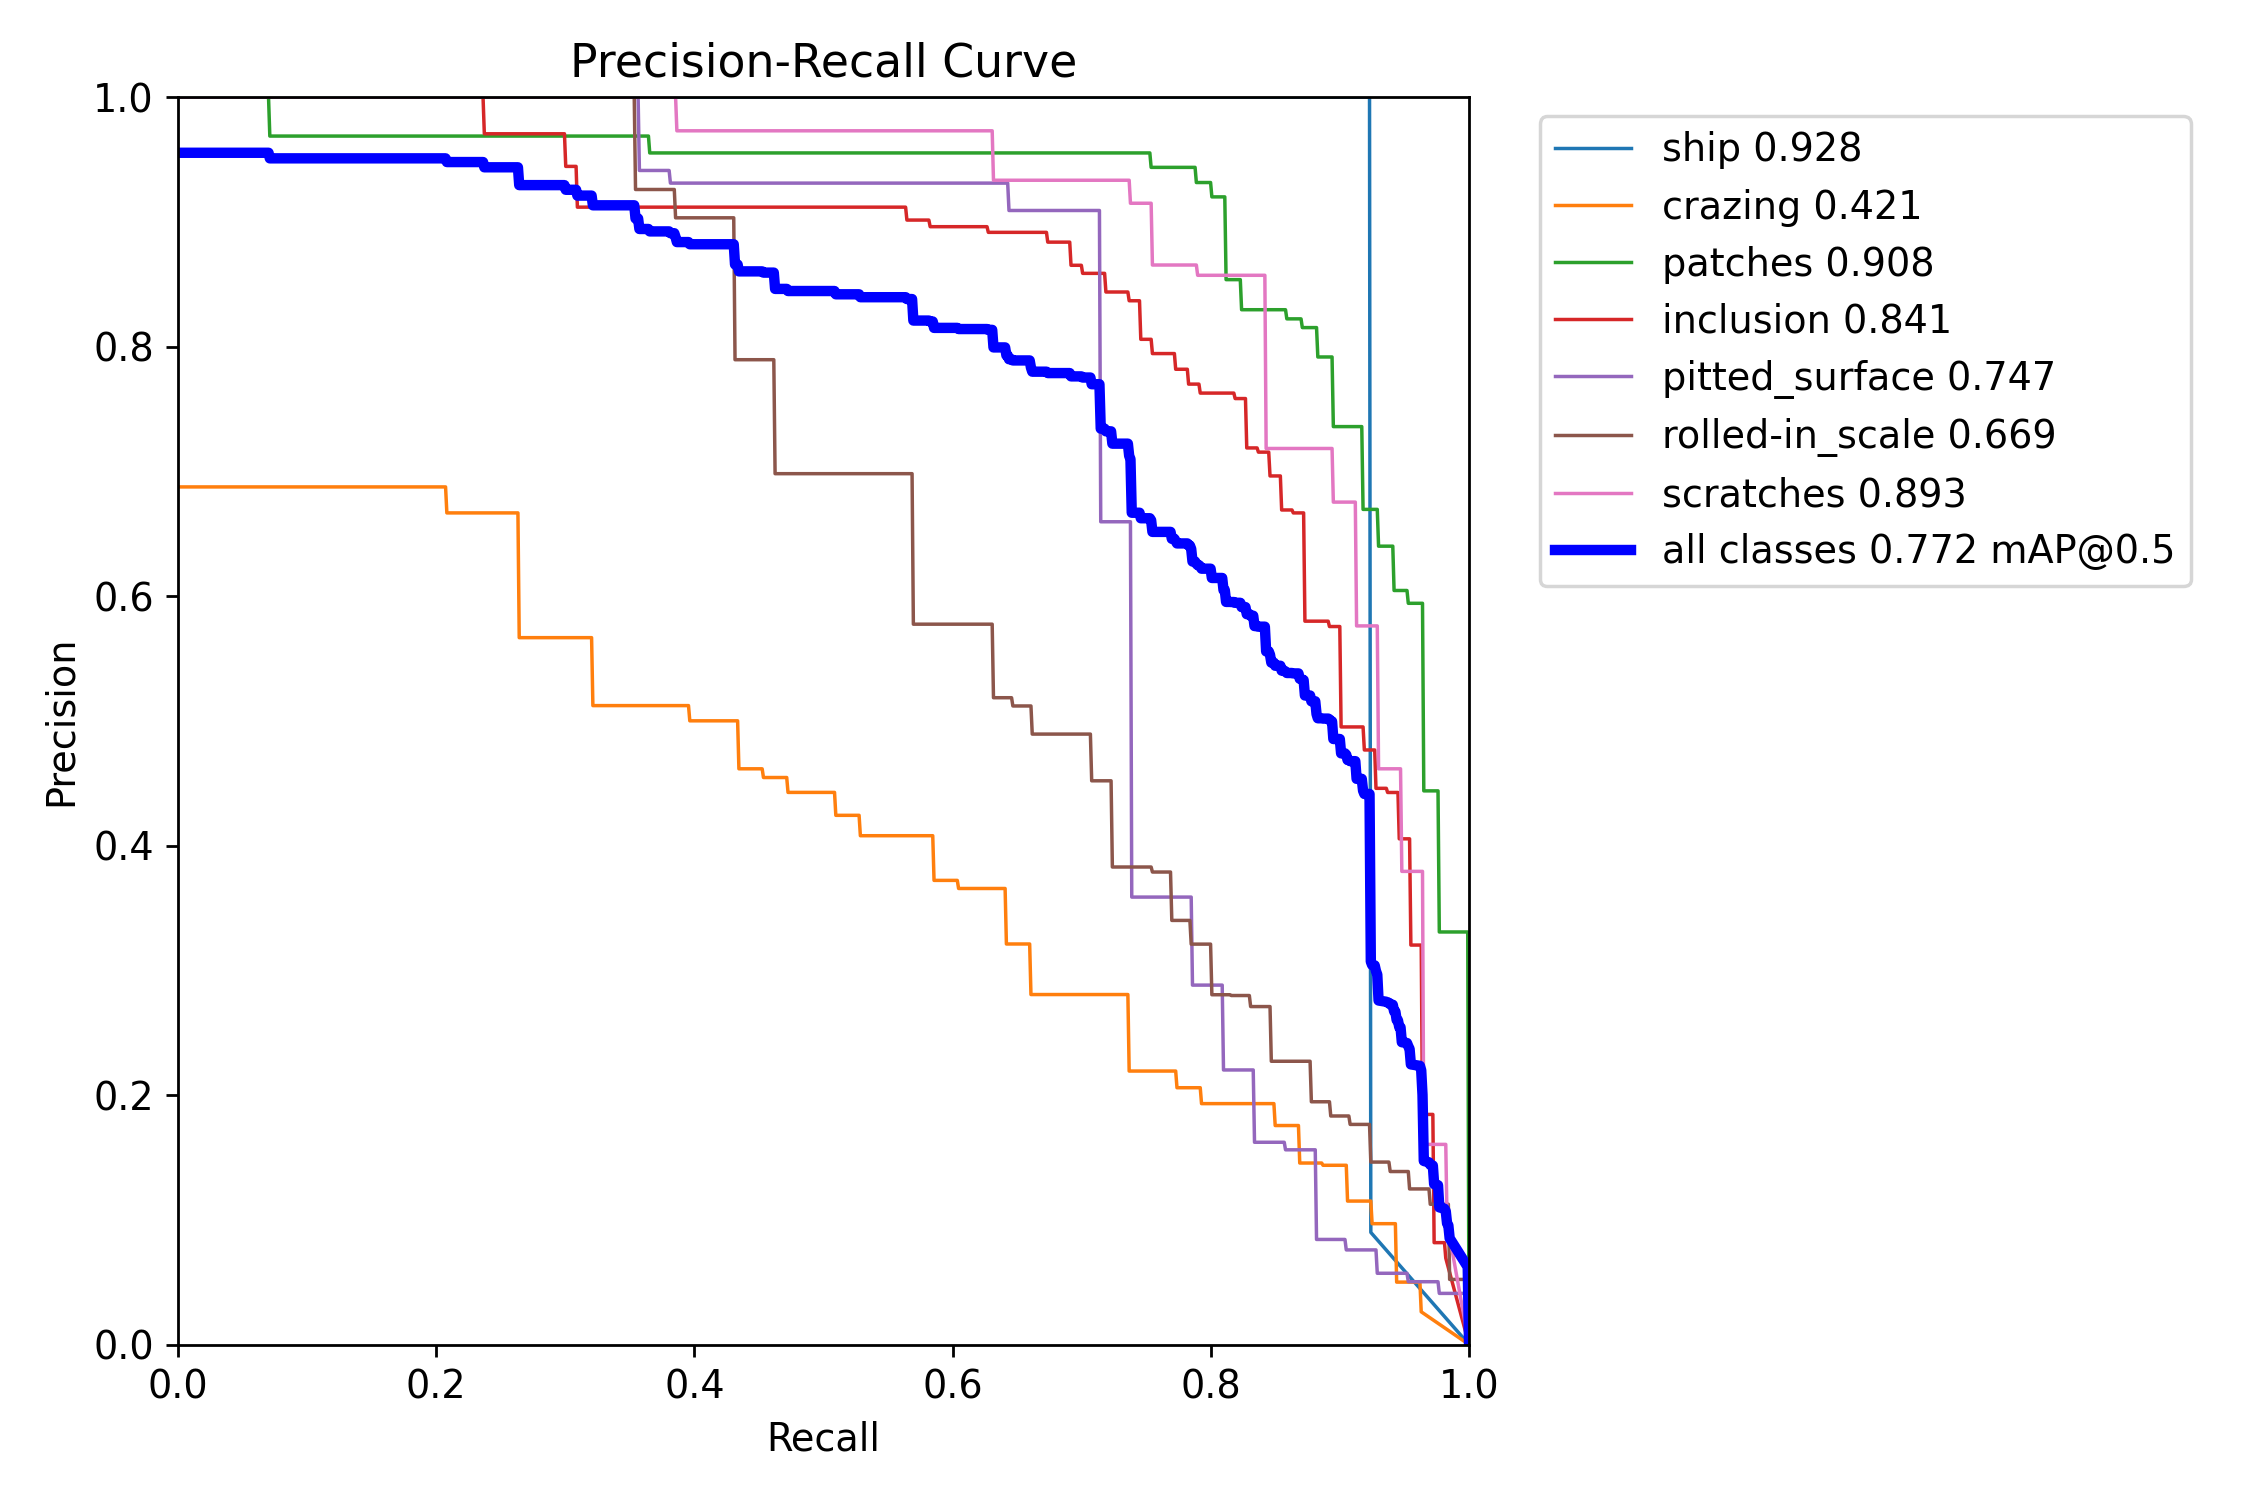 Precision-Recall Curve
1.0
0.8
0.6
0.4
0.2
0.0
Precision
0.0 0.2 0.4 0.6 0.8 1.0
Recall
ship 0.928
crazing 0.421
patches 0.908
inclusion 0.841
pitted_surface 0.747
rolled-in_scale 0.669
scratches 0.893
all classes 0.772 mAP@0.5